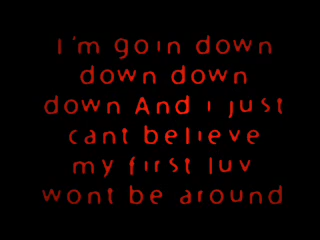 I'm goin down
down down
down And i just
cant believe
my first luv
wont be around